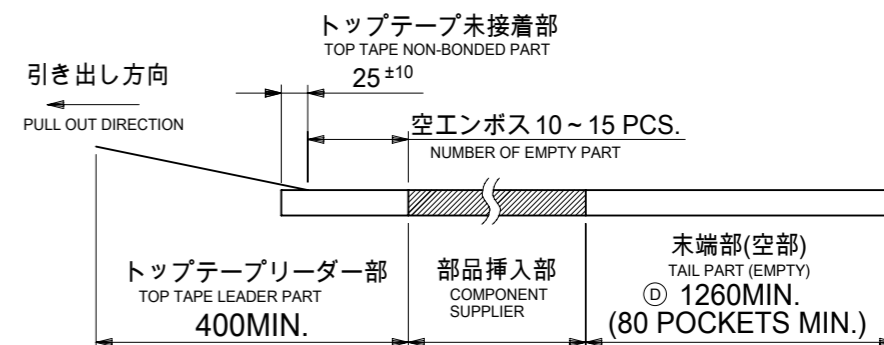 トップテープ未接着部
TOP TAPE NON-BONDED PART
25±10
引き出し方向
PULL OUT DIRECTION
空エンボス 10~15 PCS.
NUMBER OF EMPTY PART
トップテープリーダー部
TOP TAPE LEADER PART
400MIN.
部品挿入部
COMPONENT
SUPPLIER
末端部(空部)
TAIL PART (EMPTY)
Ⓓ 1260MIN.
(80 POCKETS MIN.)